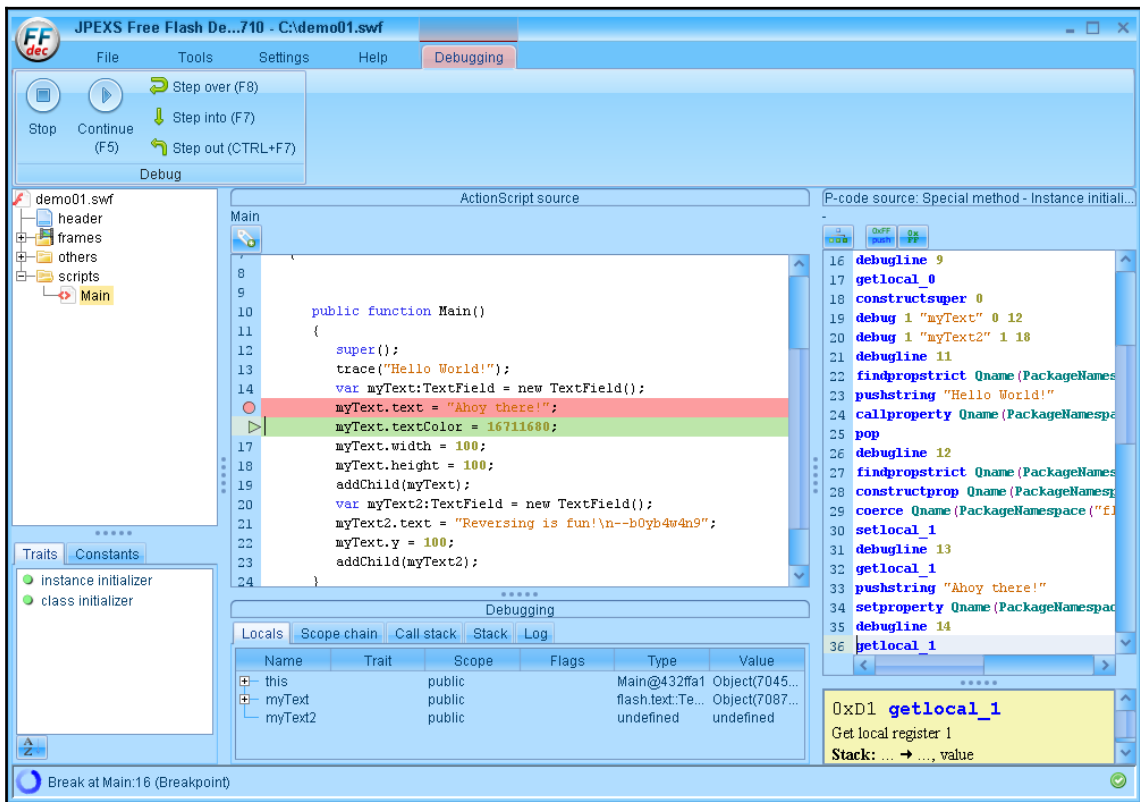 FF
dec
JPEXS Free Flash De...710 - C:\demo01.swf
File Tools Settings Help Debugging
Stop
Continue
(F5)
Step over (F8)
Step into (F7)
Step out (CTRL+F7)
Debug
demo01.swf
header
frames
others
scripts
Main
Traits Constants
instance initializer
class initializer
ActionScript source
Main
7 {
8
9
10 public function Main()
11 {
12 super();
13 trace("Hello World!");
14 var myText:TextField = new TextField();
myText.text = "Ahoy there!";
myText.textColor = 16711680;
17 myText.width = 100;
18 myText.height = 100;
19 addChild(myText);
20 var myText2:TextField = new TextField();
21 myText2.text = "Reversing is fun!\n--b0yb4w4n9";
22 myText.y = 100;
23 addChild(myText2);
24 }
Debugging
Locals Scope chain Call stack Stack Log
Name Trait Scope Flags Type Value
this public Main@432ffa1 Object(7045...
myText public flash.text::Te... Object(7087...
myText2 public undefined undefined
P-code source: Special method - Instance initiali...
-
0xFF push
0x FF
16 debugline 9
17 getlocal_0
18 constructsuper 0
19 debug 1 "myText" 0 12
20 debug 1 "myText2" 1 18
21 debugline 11
22 findpropstrict Qname(PackageNames
23 pushstring "Hello World!"
24 callproperty Qname(PackageNamespa
25 pop
26 debugline 12
27 findpropstrict Qname(PackageNames
28 constructprop Qname(PackageNamesp
29 coerce Qname(PackageNamespace("fl
30 setlocal_1
31 debugline 13
32 getlocal_1
33 pushstring "Ahoy there!"
34 setproperty Qname(PackageNamespac
35 debugline 14
36 getlocal_1
0xD1 getlocal_1
Get local register 1
Stack: ... → ..., value
A
Z
Break at Main:16 (Breakpoint)